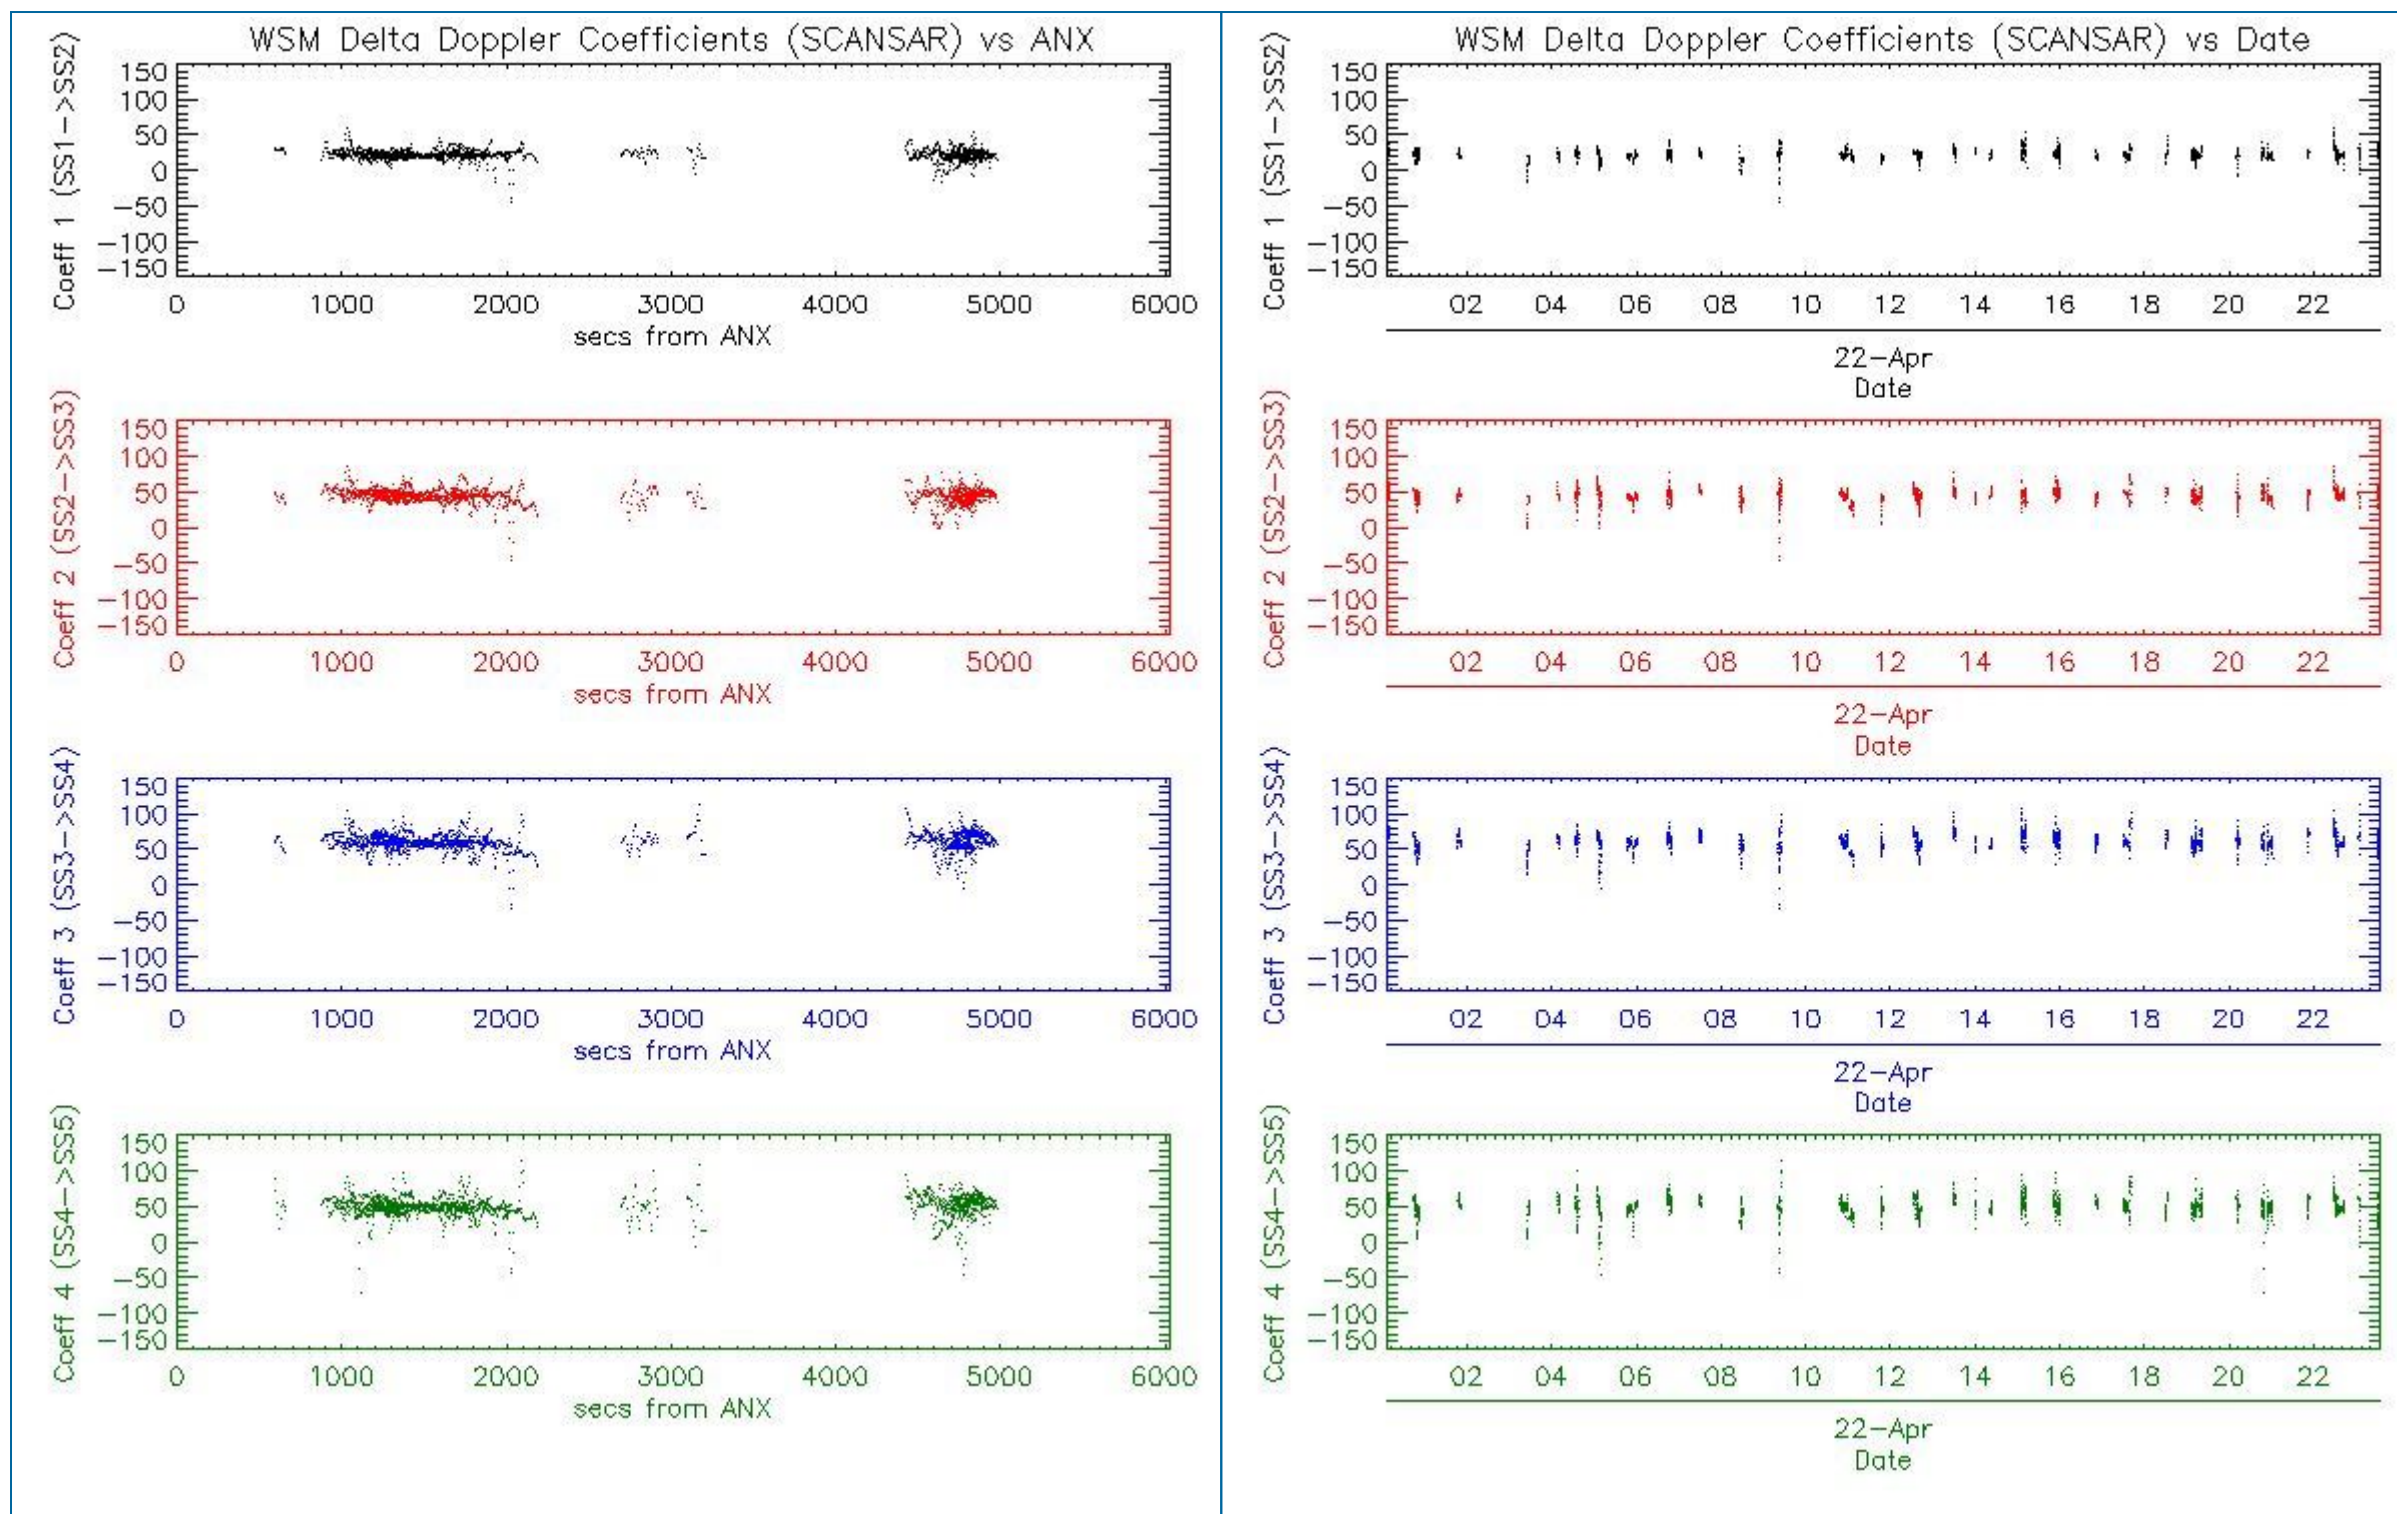 WSM Delta Doppler Coefficients (SCANSAR) vs ANX
Coeff 1 (SS1->SS2)
150
100
50
0
-50
-100
-150
0 1000 2000 3000 4000 5000 6000
secs from ANX
Coeff 2 (SS2->SS3)
150
100
50
0
-50
-100
-150
0 1000 2000 3000 4000 5000 6000
secs from ANX
Coeff 3 (SS3->SS4)
150
100
50
0
-50
-100
-150
0 1000 2000 3000 4000 5000 6000
secs from ANX
Coeff 4 (SS4->SS5)
150
100
50
0
-50
-100
-150
0 1000 2000 3000 4000 5000 6000
secs from ANX
WSM Delta Doppler Coefficients (SCANSAR) vs Date
Coeff 1 (SS1->SS2)
150
100
50
0
-50
-100
-150
02 04 06 08 10 12 14 16 18 20 22
22-Apr
Date
Coeff 2 (SS2->SS3)
150
100
50
0
-50
-100
-150
02 04 06 08 10 12 14 16 18 20 22
22-Apr
Date
Coeff 3 (SS3->SS4)
150
100
50
0
-50
-100
-150
02 04 06 08 10 12 14 16 18 20 22
22-Apr
Date
Coeff 4 (SS4->SS5)
150
100
50
0
-50
-100
-150
02 04 06 08 10 12 14 16 18 20 22
22-Apr
Date